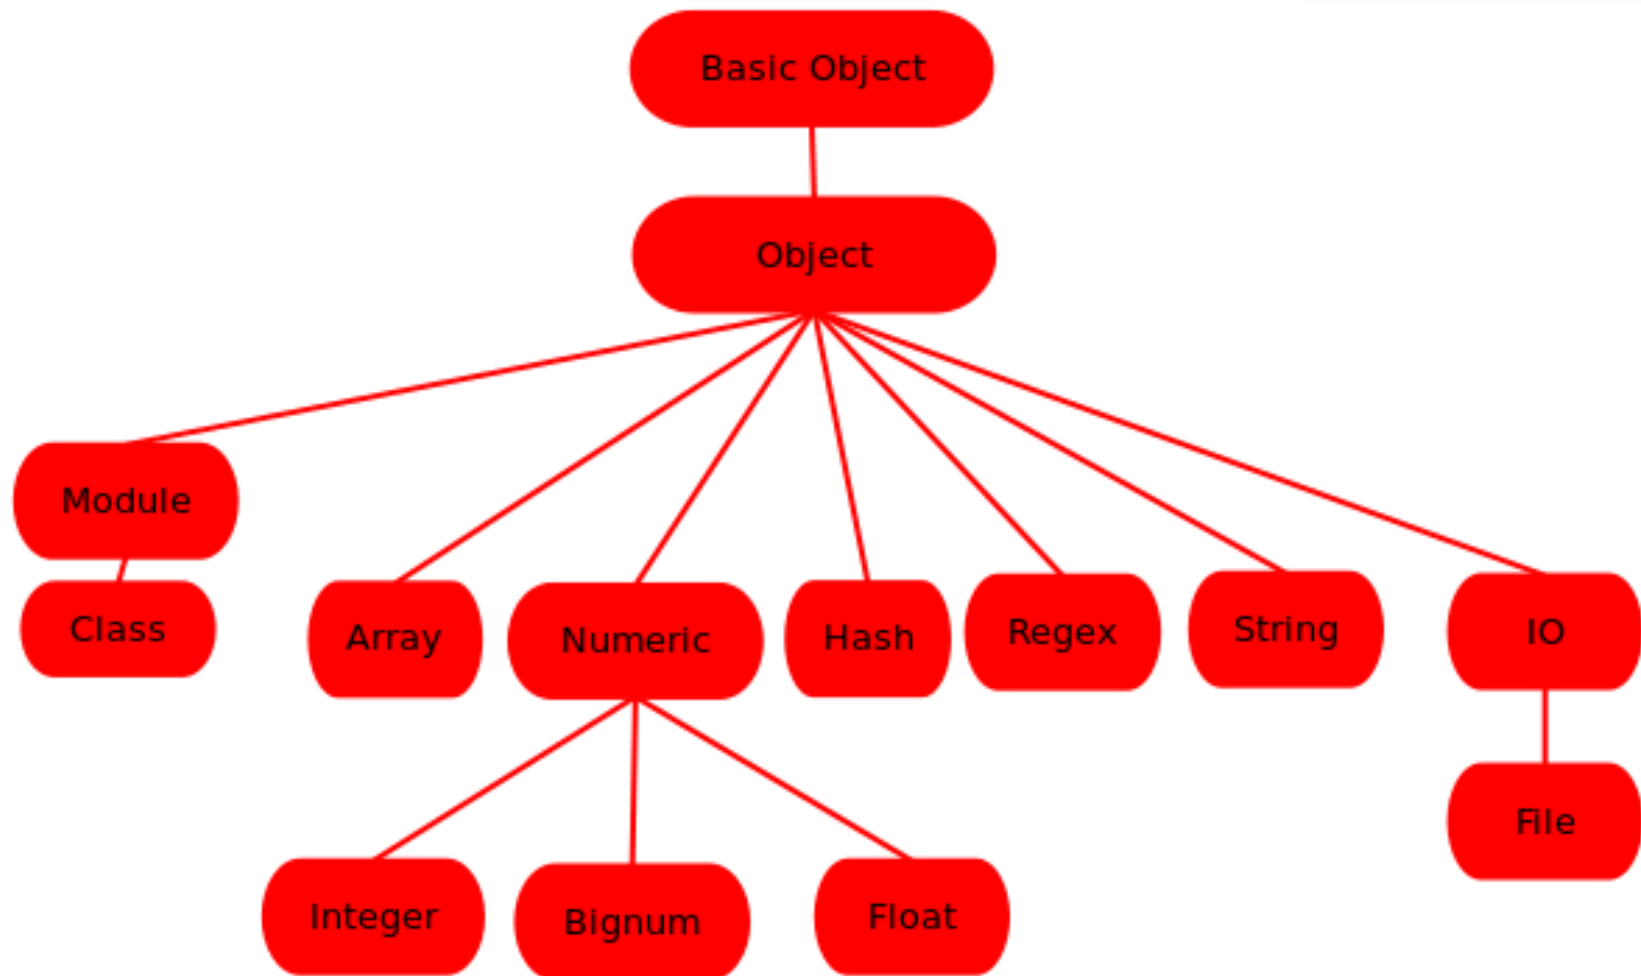 Basic Object
Object
Module
Class
Array
Numeric
Hash
Regex
String
IO
File
Integer
Bignum
Float